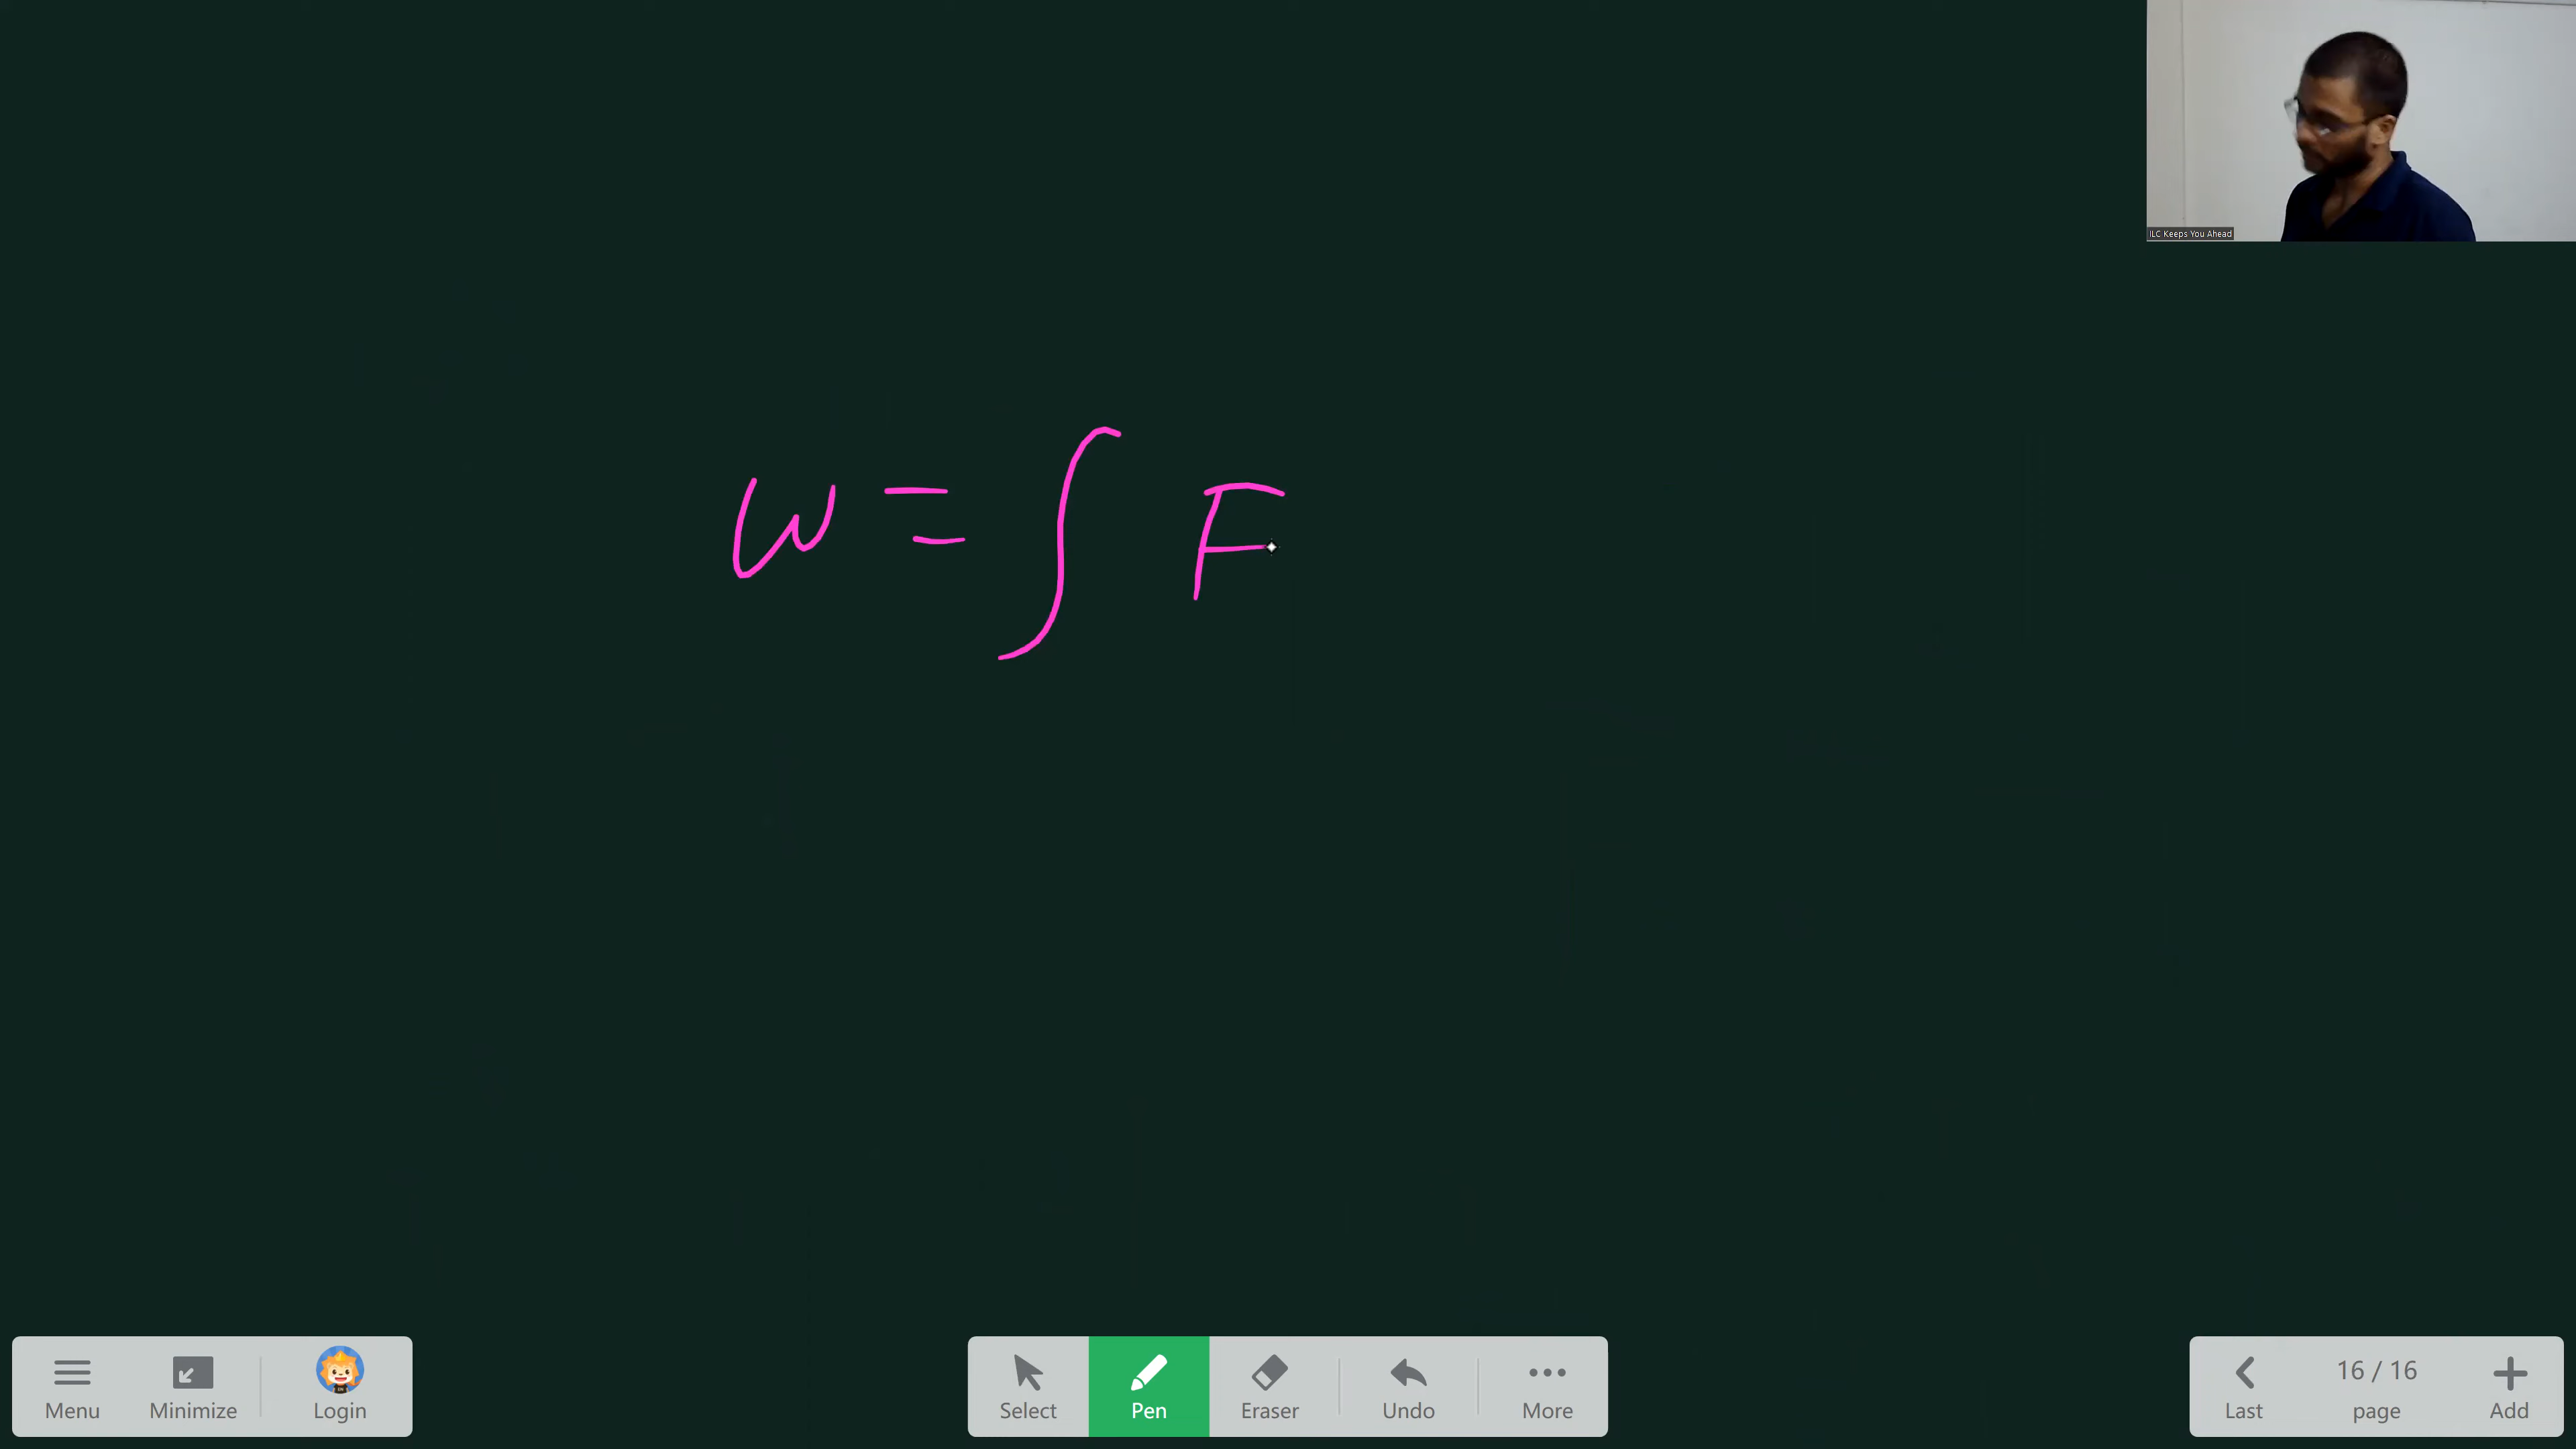 ILC Keeps You Ahead
W = ∫ F
Menu Minimize Login Select Pen Eraser Undo More Last 16 / 16 page Add